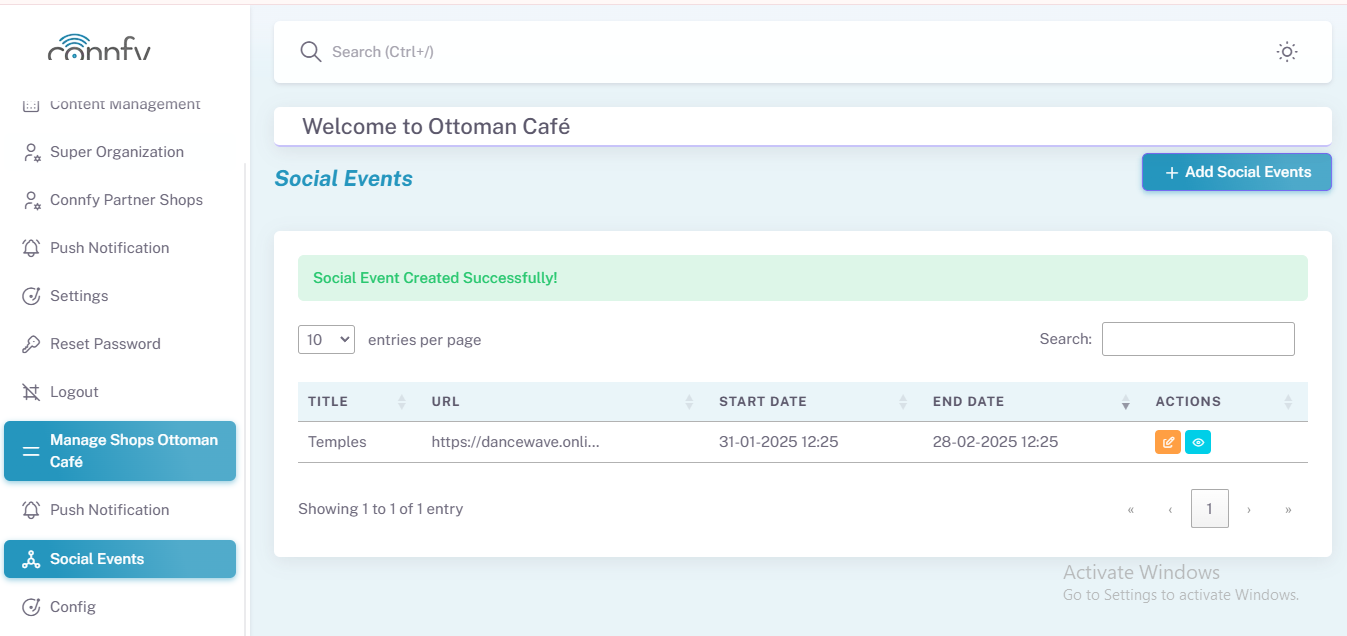 connfy
Content Management
Super Organization
Connfy Partner Shops
Push Notification
Settings
Reset Password
Logout
Manage Shops Ottoman
Café
Push Notification
Social Events
Config
Search (Ctrl+/)
Welcome to Ottoman Café
Social Events
+ Add Social Events
Social Event Created Successfully!
10 entries per page
Search:
TITLE URL START DATE END DATE ACTIONS
Temples https://dancewave.onli... 31-01-2025 12:25 28-02-2025 12:25
Showing 1 to 1 of 1 entry
« ‹ 1 › »
Activate Windows
Go to Settings to activate Windows.